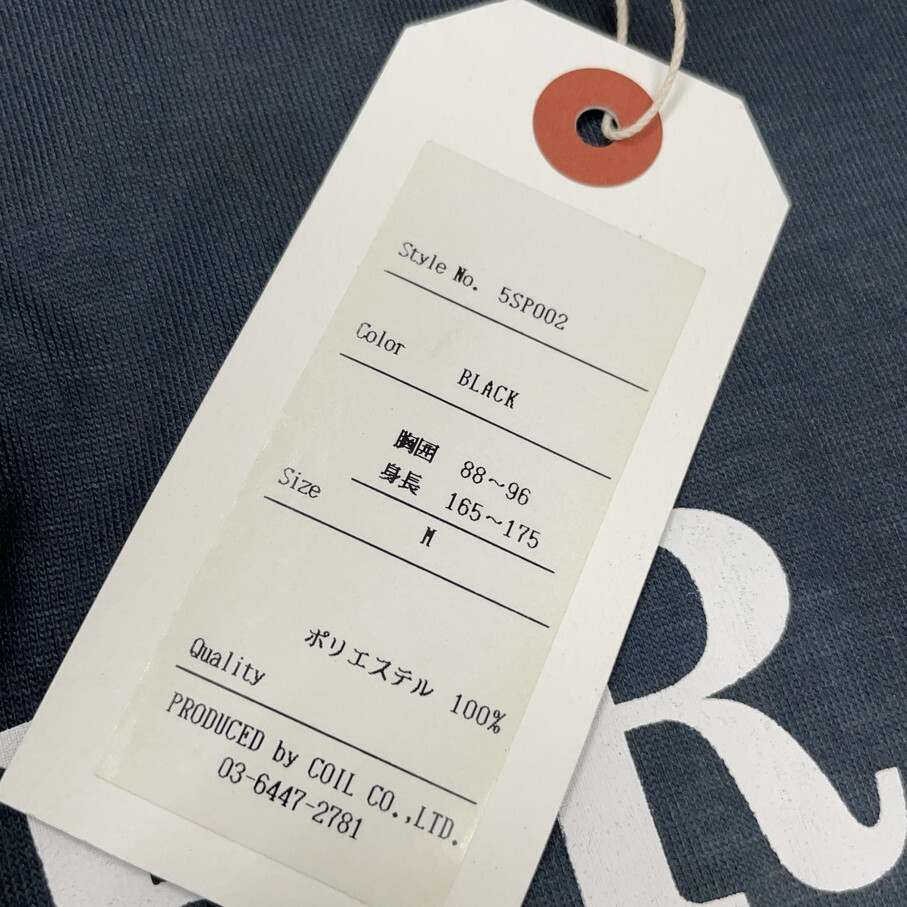 Style No. 5SP002
Color
BLACK
胸囲 88～96
身長 165～175
Size
M
ポリエステル 100%
Quality
PRODUCED by COIL CO.,LTD.
03-6447-2781
R